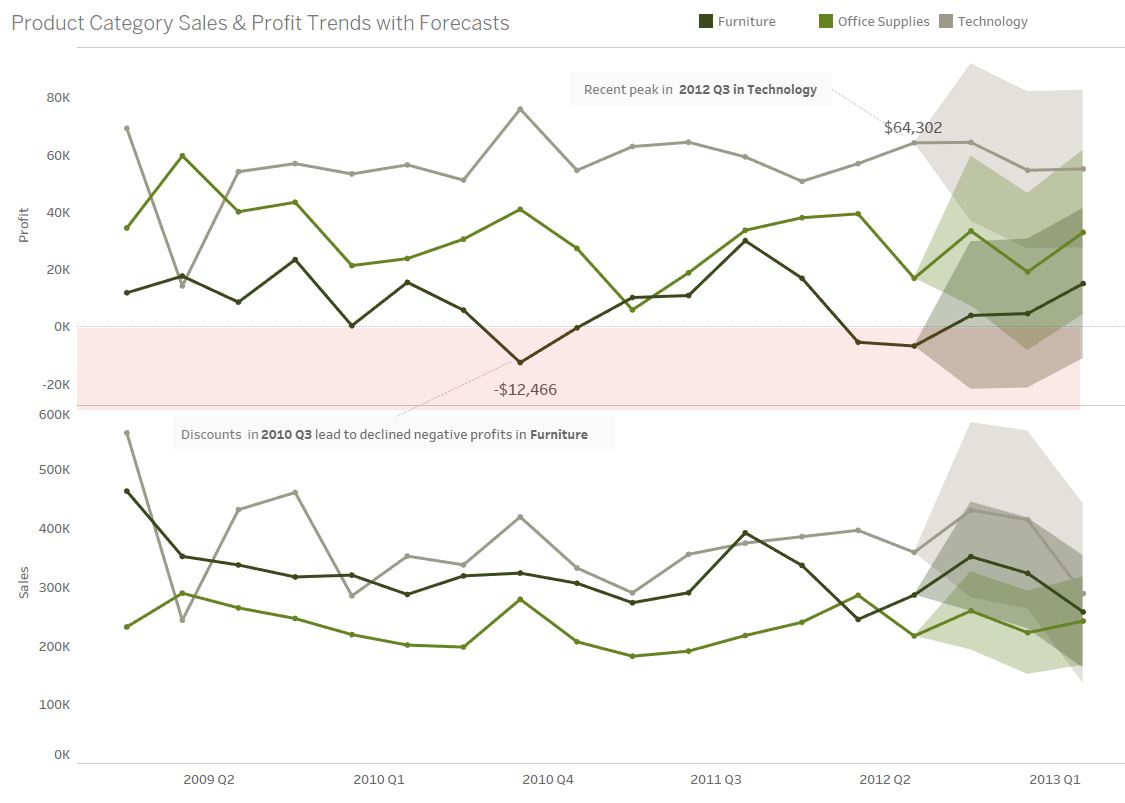 Product Category Sales & Profit Trends with Forecasts
Furniture
Office Supplies
Technology
Profit
80K
60K
40K
20K
0K
-20K
Recent peak in 2012 Q3 in Technology
$64,302
-$12,466
Discounts in 2010 Q3 lead to declined negative profits in Furniture
Sales
600K
500K
400K
300K
200K
100K
0K
2009 Q2
2010 Q1
2010 Q4
2011 Q3
2012 Q2
2013 Q1